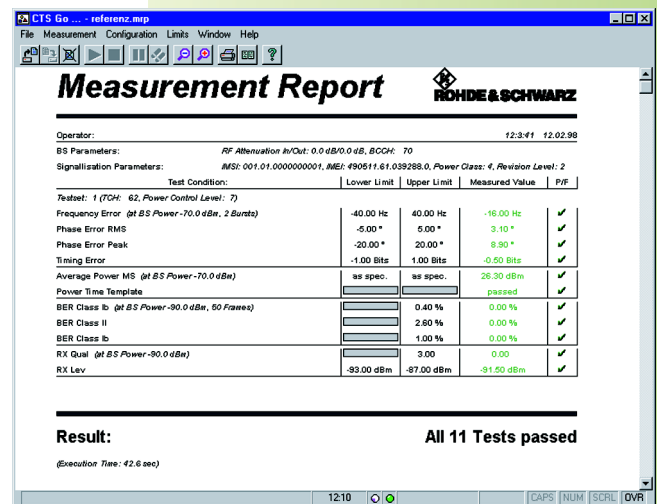 CTS Go ... - referenz.mrp
File Measurement Configuration Limits Window Help
Measurement Report
ROHDE & SCHWARZ
Operator: 12:3:41 12.02.98
BS Parameters: RF Attenuation In/Out: 0.0 dB/0.0 dB, BCCH: 70
Signallisation Parameters: IMSI: 001.01.0000000001, IMEI: 490511.61.039288.0, Power Class: 4, Revision Level: 2
Test Condition: Lower Limit Upper Limit Measured Value P/F
Testset: 1 (TCH: 62, Power Control Level: 7)
Frequency Error (at BS Power -70.0 dBm, 2 Bursts) -40.00 Hz 40.00 Hz -16.00 Hz ✔
Phase Error RMS -5.00 ° 5.00 ° 3.10 ° ✔
Phase Error Peak -20.00 ° 20.00 ° 8.90 ° ✔
Timing Error -1.00 Bits 1.00 Bits -0.50 Bits ✔
Average Power MS (at BS Power -70.0 dBm) as spec. as spec. 26.30 dBm ✔
Power Time Template passed ✔
BER Class Ib (at BS Power -90.0 dBm, 50 Frames) 0.40 % 0.00 % ✔
BER Class II 2.60 % 0.00 % ✔
BER Class Ib 1.00 % 0.00 % ✔
RX Qual (at BS Power -90.0 dBm) 3.00 0.00 ✔
RX Lev -93.00 dBm -87.00 dBm -91.50 dBm ✔
Result: All 11 Tests passed
(Execution Time: 42.6 sec)
12:10 CAPS NUM SCRL OVR